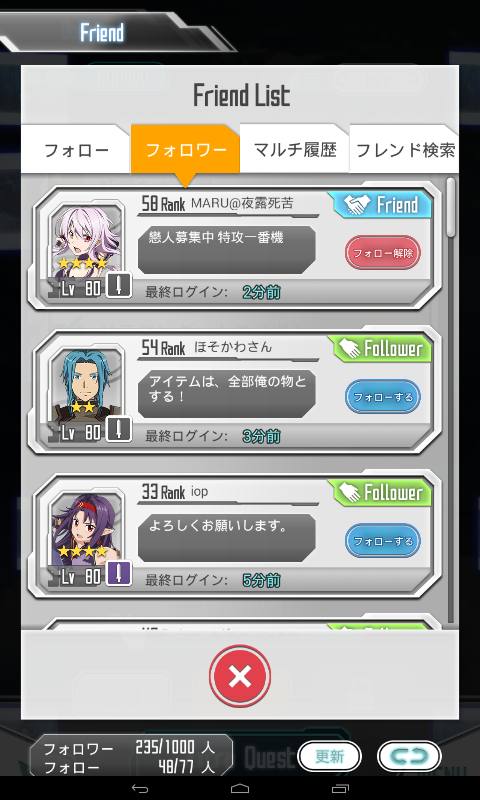 Friend
Friend List
フォロー
フォロワー
マルチ履歴
フレンド検索
58 Rank MARU@夜露死苦
Friend
戀人募集中 特攻一番機
フォロー解除
Lv 80
最終ログイン: 2分前
54 Rank ほそかわさん
Follower
アイテムは、全部俺の物と
する！
フォローする
Lv 80
最終ログイン: 3分前
33 Rank iop
Follower
よろしくお願いします。
フォローする
Lv 80
最終ログイン: 5分前
フォロワー 235/1000 人
フォロー 48/77 人
Quest
更新
MENU